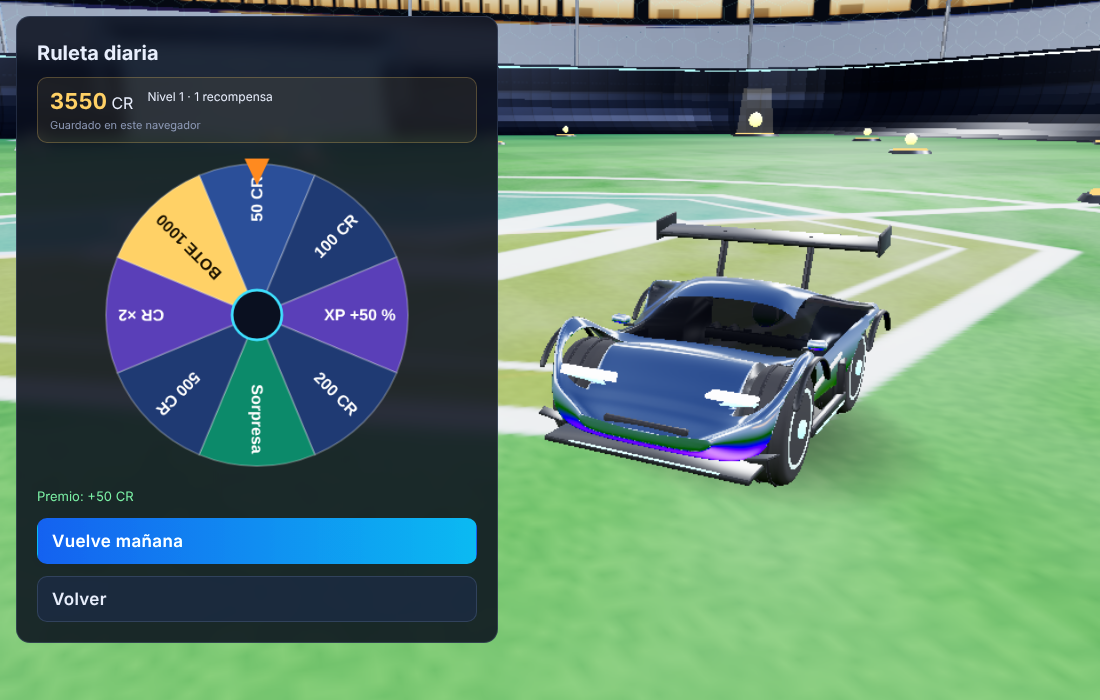 Ruleta diaria
3550 CR Nivel 1 · 1 recompensa
Guardado en este navegador
50 CR
100 CR
XP +50 %
200 CR
Sorpresa
500 CR
CR ×2
BOTE 1000
Premio: +50 CR
Vuelve mañana
Volver